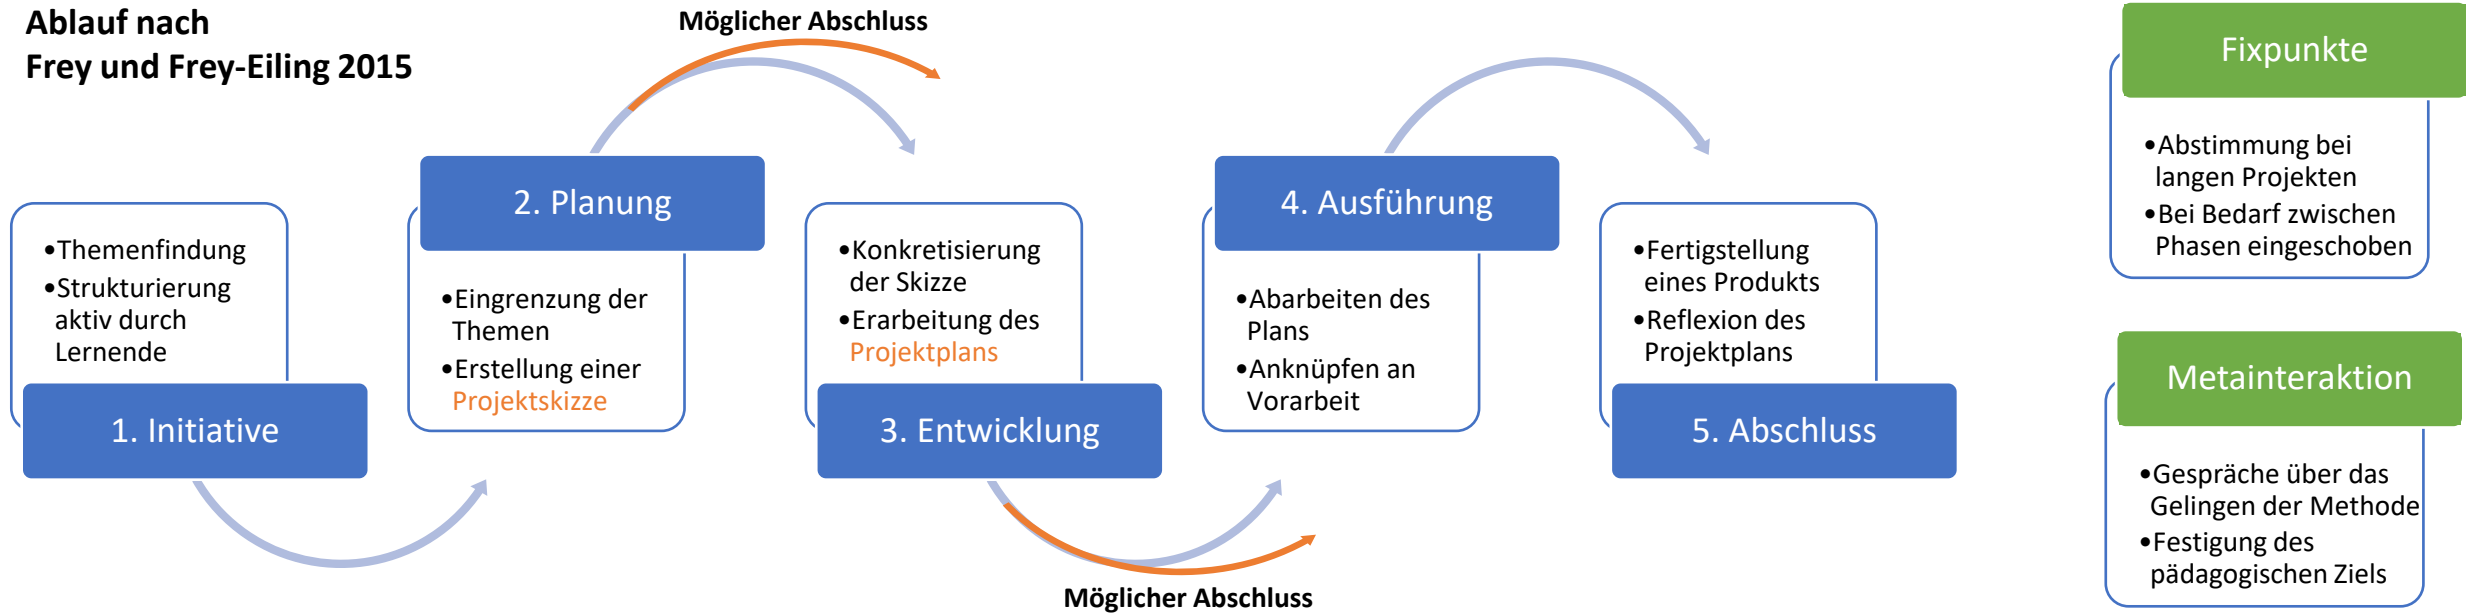 Ablauf nach
Frey und Frey-Eiling 2015
Möglicher Abschluss
•Themenfindung
•Strukturierung
aktiv durch
Lernende
1. Initiative
2. Planung
•Eingrenzung der
Themen
•Erstellung einer
Projektskizze
•Konkretisierung
der Skizze
•Erarbeitung des
Projektplans
3. Entwicklung
Möglicher Abschluss
4. Ausführung
•Abarbeiten des
Plans
•Anknüpfen an
Vorarbeit
•Fertigstellung
eines Produkts
•Reflexion des
Projektplans
5. Abschluss
Fixpunkte
•Abstimmung bei
langen Projekten
•Bei Bedarf zwischen
Phasen eingeschoben
Metainteraktion
•Gespräche über das
Gelingen der Methode
•Festigung des
pädagogischen Ziels